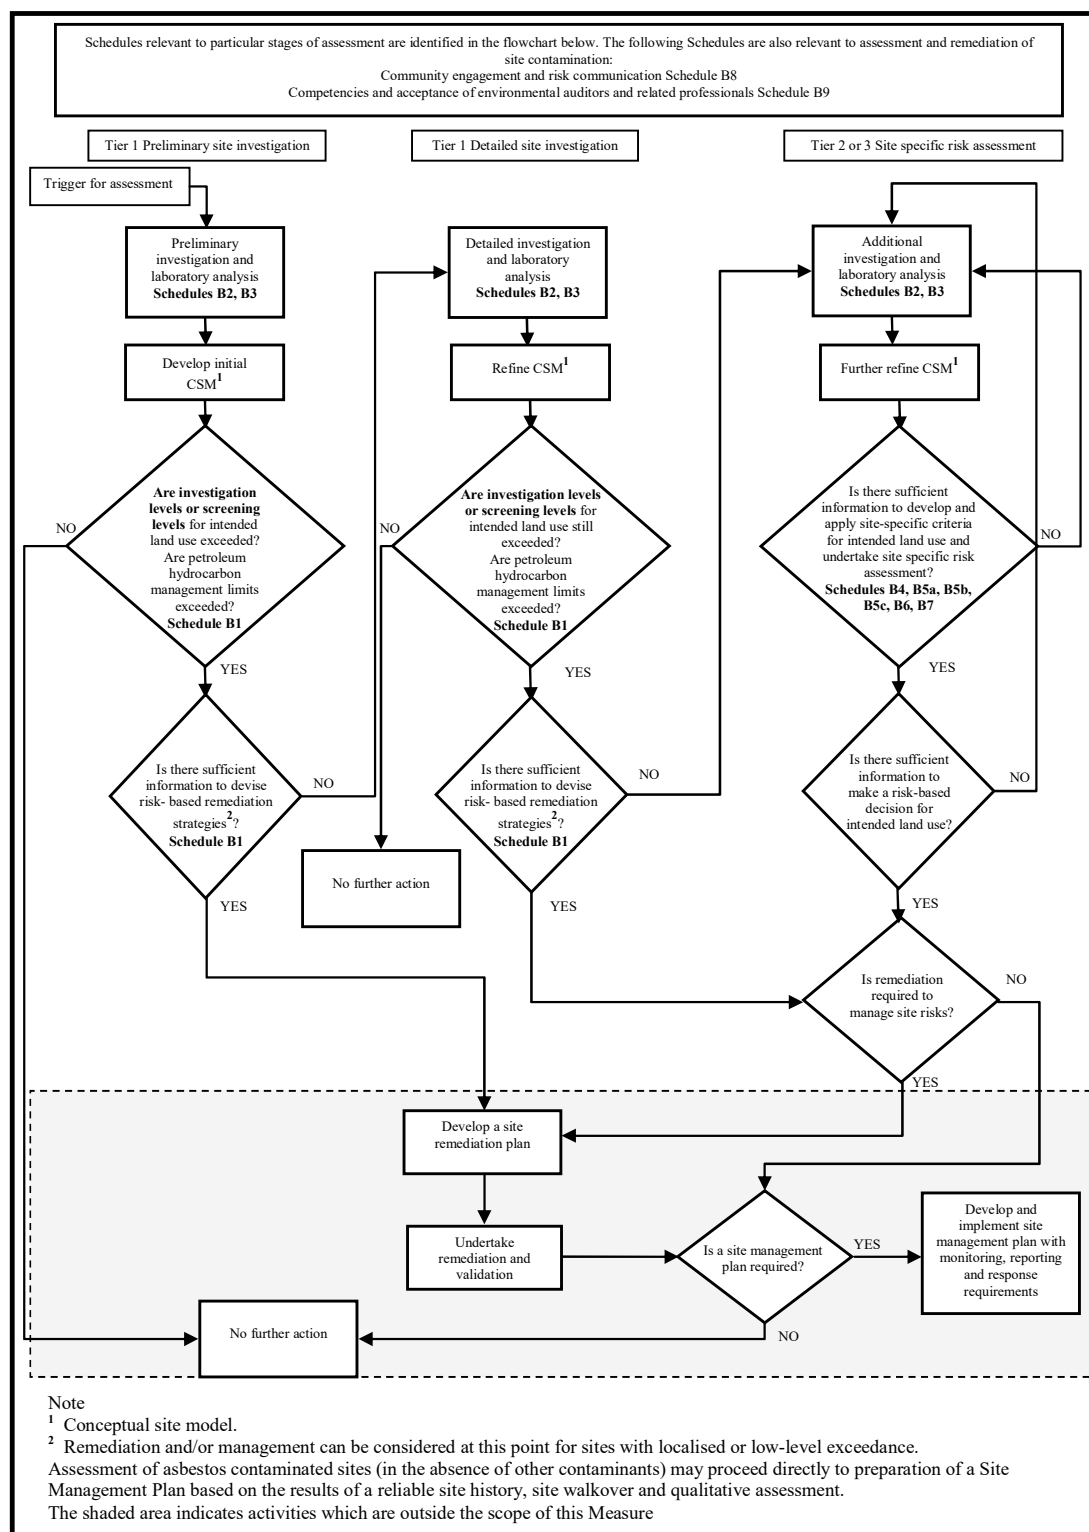 Schedules relevant to particular stages of assessment are identified in the flowchart below. The following Schedules are also relevant to assessment and remediation of
site contamination:
Community engagement and risk communication Schedule B8
Competencies and acceptance of environmental auditors and related professionals Schedule B9
Tier 1 Preliminary site investigation
Tier 1 Detailed site investigation
Tier 2 or 3 Site specific risk assessment
Trigger for assessment
Preliminary
investigation and
laboratory analysis
Schedules B2, B3
Detailed investigation
and laboratory
analysis
Schedules B2, B3
Additional
investigation and
laboratory analysis
Schedules B2, B3
Develop initial
CSM1
Refine CSM1
Further refine CSM1
Are investigation
levels or screening
levels for intended
land use exceeded?
Are petroleum
hydrocarbon
management limits
exceeded?
Schedule B1
NO
YES
Are investigation levels
or screening levels for
intended land use still
exceeded?
Are petroleum
hydrocarbon
management limits
exceeded?
Schedule B1
NO
YES
Is there sufficient
information to develop and
apply site-specific criteria
for intended land use and
undertake site specific risk
assessment?
Schedules B4, B5a, B5b,
B5c, B6, B7
NO
YES
Is there sufficient
information to devise
risk- based remediation
strategies2?
Schedule B1
NO
YES
Is there sufficient
information to devise
risk- based remediation
strategies2?
Schedule B1
NO
YES
Is there sufficient
information to
make a risk-based
decision for
intended land use?
NO
YES
No further action
Is remediation
required to
manage site risks?
NO
YES
Develop a site
remediation plan
Undertake
remediation and
validation
Is a site management
plan required?
YES
NO
Develop and
implement site
management plan with
monitoring, reporting
and response
requirements
No further action
Note
1 Conceptual site model.
2 Remediation and/or management can be considered at this point for sites with localised or low-level exceedance.
Assessment of asbestos contaminated sites (in the absence of other contaminants) may proceed directly to preparation of a Site
Management Plan based on the results of a reliable site history, site walkover and qualitative assessment.
The shaded area indicates activities which are outside the scope of this Measure